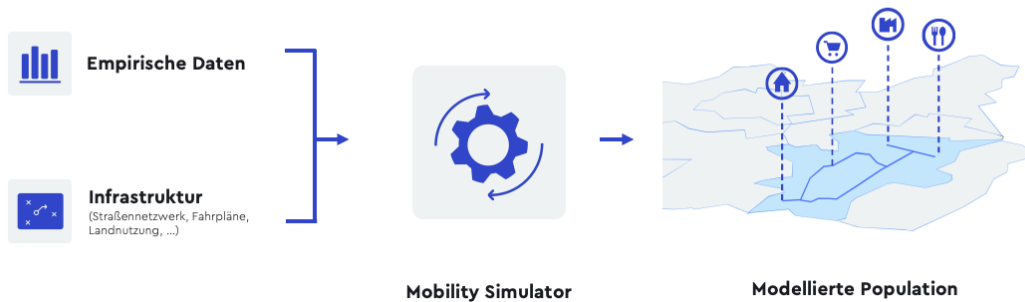 Empirische Daten
Infrastruktur
(Straßennetzwerk, Fahrpläne,
Landnutzung, ...)
Mobility Simulator
Modellierte Population